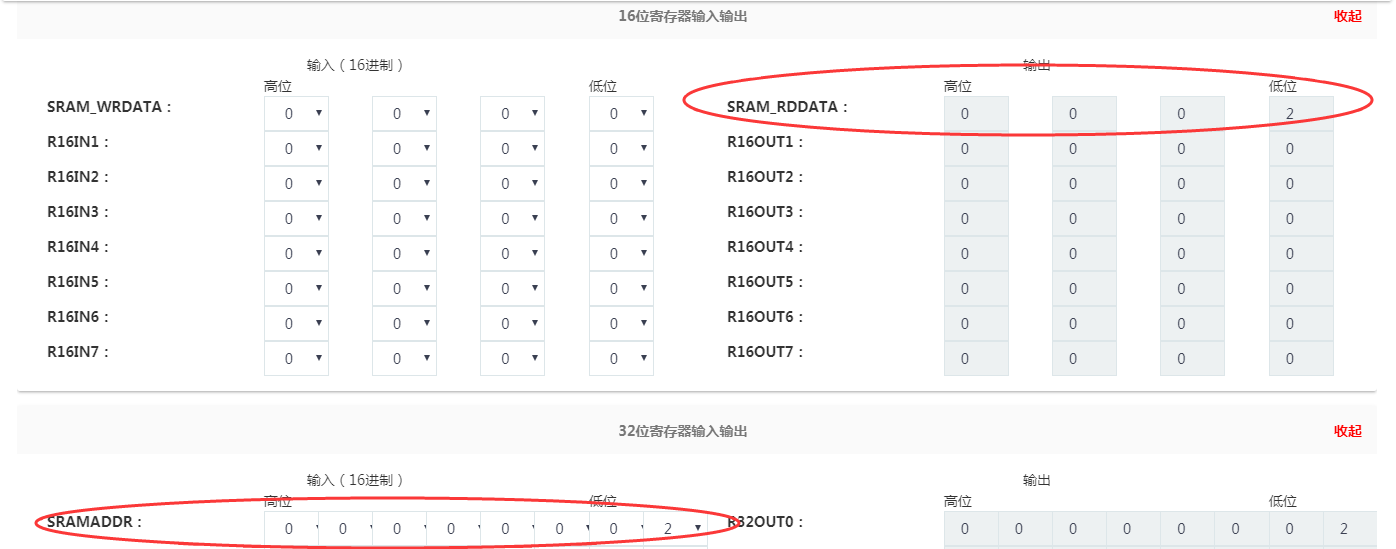 16位寄存器输入输出 收起
输入（16进制） 输出
高位 低位 高位 低位
SRAM_WRDATA： 0 0 0 0 SRAM_RDDATA： 0 0 0 2
R16IN1： 0 0 0 0 R16OUT1： 0 0 0 0
R16IN2： 0 0 0 0 R16OUT2： 0 0 0 0
R16IN3： 0 0 0 0 R16OUT3： 0 0 0 0
R16IN4： 0 0 0 0 R16OUT4： 0 0 0 0
R16IN5： 0 0 0 0 R16OUT5： 0 0 0 0
R16IN6： 0 0 0 0 R16OUT6： 0 0 0 0
R16IN7： 0 0 0 0 R16OUT7： 0 0 0 0
32位寄存器输入输出 收起
输入（16进制） 输出
高位 低位 高位 低位
SRAMADDR： 0 0 0 0 0 0 0 2 R32OUT0： 0 0 0 0 0 0 0 2